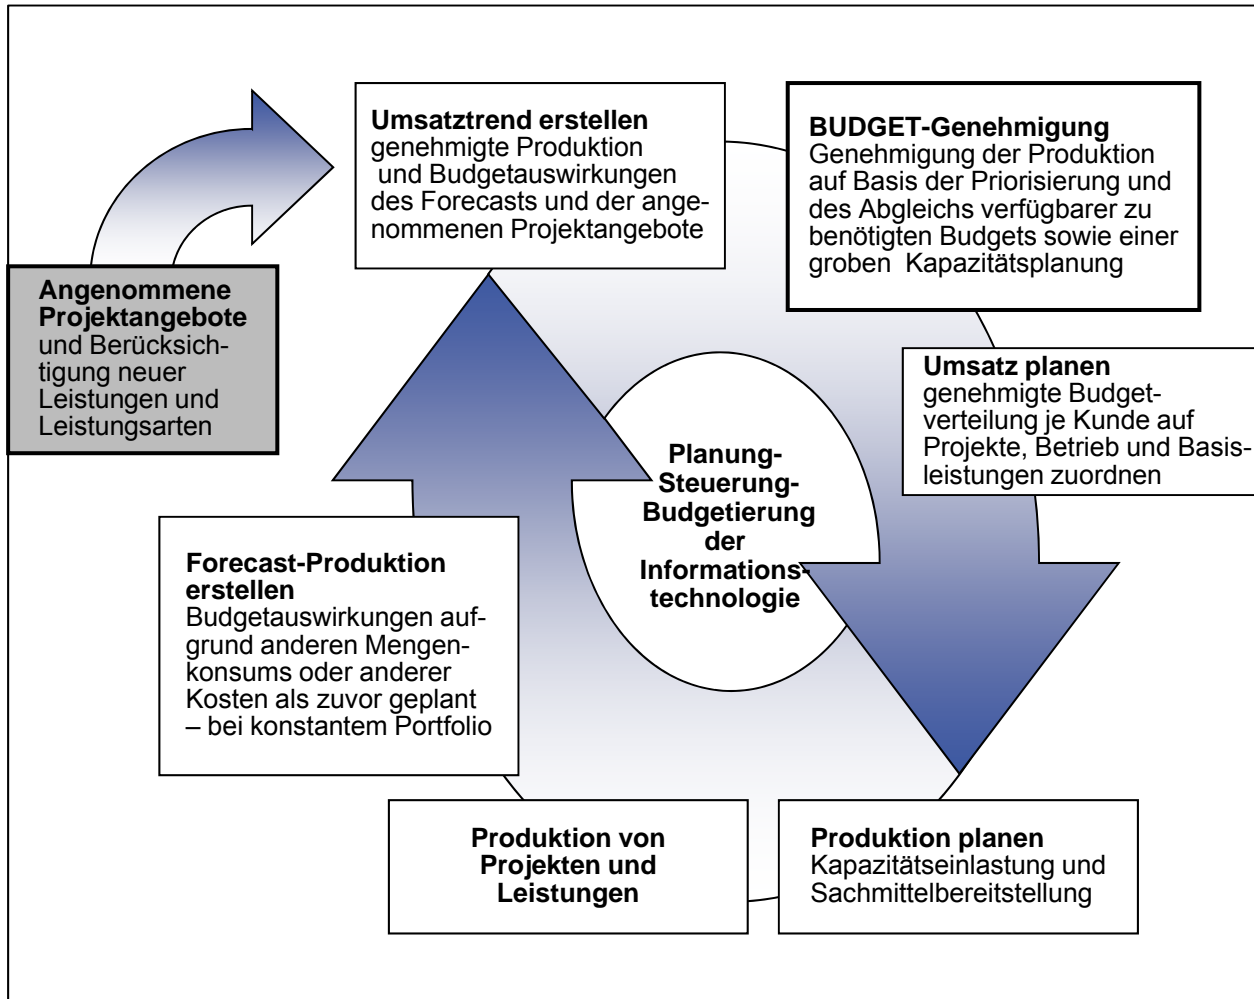 Umsatztrend erstellen
genehmigte Produktion
und Budgetauswirkungen
des Forecasts und der ange-
nommenen Projektangebote
BUDGET-Genehmigung
Genehmigung der Produktion
auf Basis der Priorisierung und
des Abgleichs verfügbarer zu
benötigten Budgets sowie einer
groben Kapazitätsplanung
Angenommene
Projektangebote
und Berücksich-
tigung neuer
Leistungen und
Leistungsarten
Umsatz planen
genehmigte Budget-
verteilung je Kunde auf
Projekte, Betrieb und Basis-
leistungen zuordnen
Planung-
Steuerung-
Budgetierung
der
Informations-
technologie
Forecast-Produktion
erstellen
Budgetauswirkungen auf-
grund anderen Mengen-
konsums oder anderer
Kosten als zuvor geplant
– bei konstantem Portfolio
Produktion von
Projekten und
Leistungen
Produktion planen
Kapazitätseinlastung und
Sachmittelbereitstellung